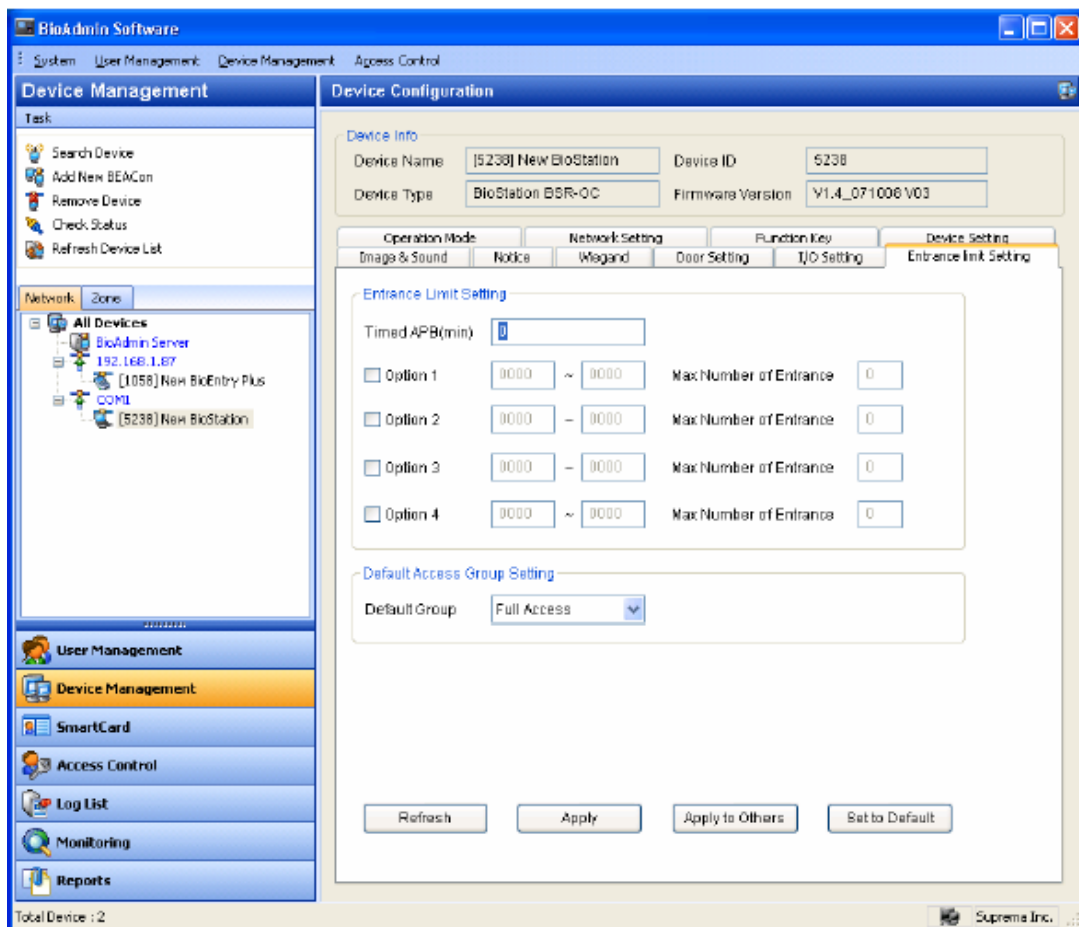 BioAdmin Software
System User Management Device Management Access Control
Device Management
Task
Search Device
Add New BEACon
Remove Device
Check Status
Refresh Device List
Network Zone
All Devices
BioAdmin Server
192.168.1.87
[1058] New BioEntry Plus
COM1
[5238] New BioStation
User Management
Device Management
SmartCard
Access Control
Log List
Monitoring
Reports
Device Configuration
Device Info
Device Name [5238] New BioStation Device ID 5238
Device Type BioStation BSR-OC Firmware Version V1.4_071006 V03
Operation Mode Network Setting Function Key Device Setting
Image & Sound Notice Wiegand Door Setting I/O Setting Entrance limit Setting
Entrance Limit Setting
Timed APB(min) 0
Option 1 0000 ~ 0000 Max Number of Entrance 0
Option 2 0000 ~ 0000 Max Number of Entrance 0
Option 3 0000 ~ 0000 Max Number of Entrance 0
Option 4 0000 ~ 0000 Max Number of Entrance 0
Default Access Group Setting
Default Group Full Access
Refresh Apply Apply to Others Set to Default
Total Device : 2 Suprema Inc.